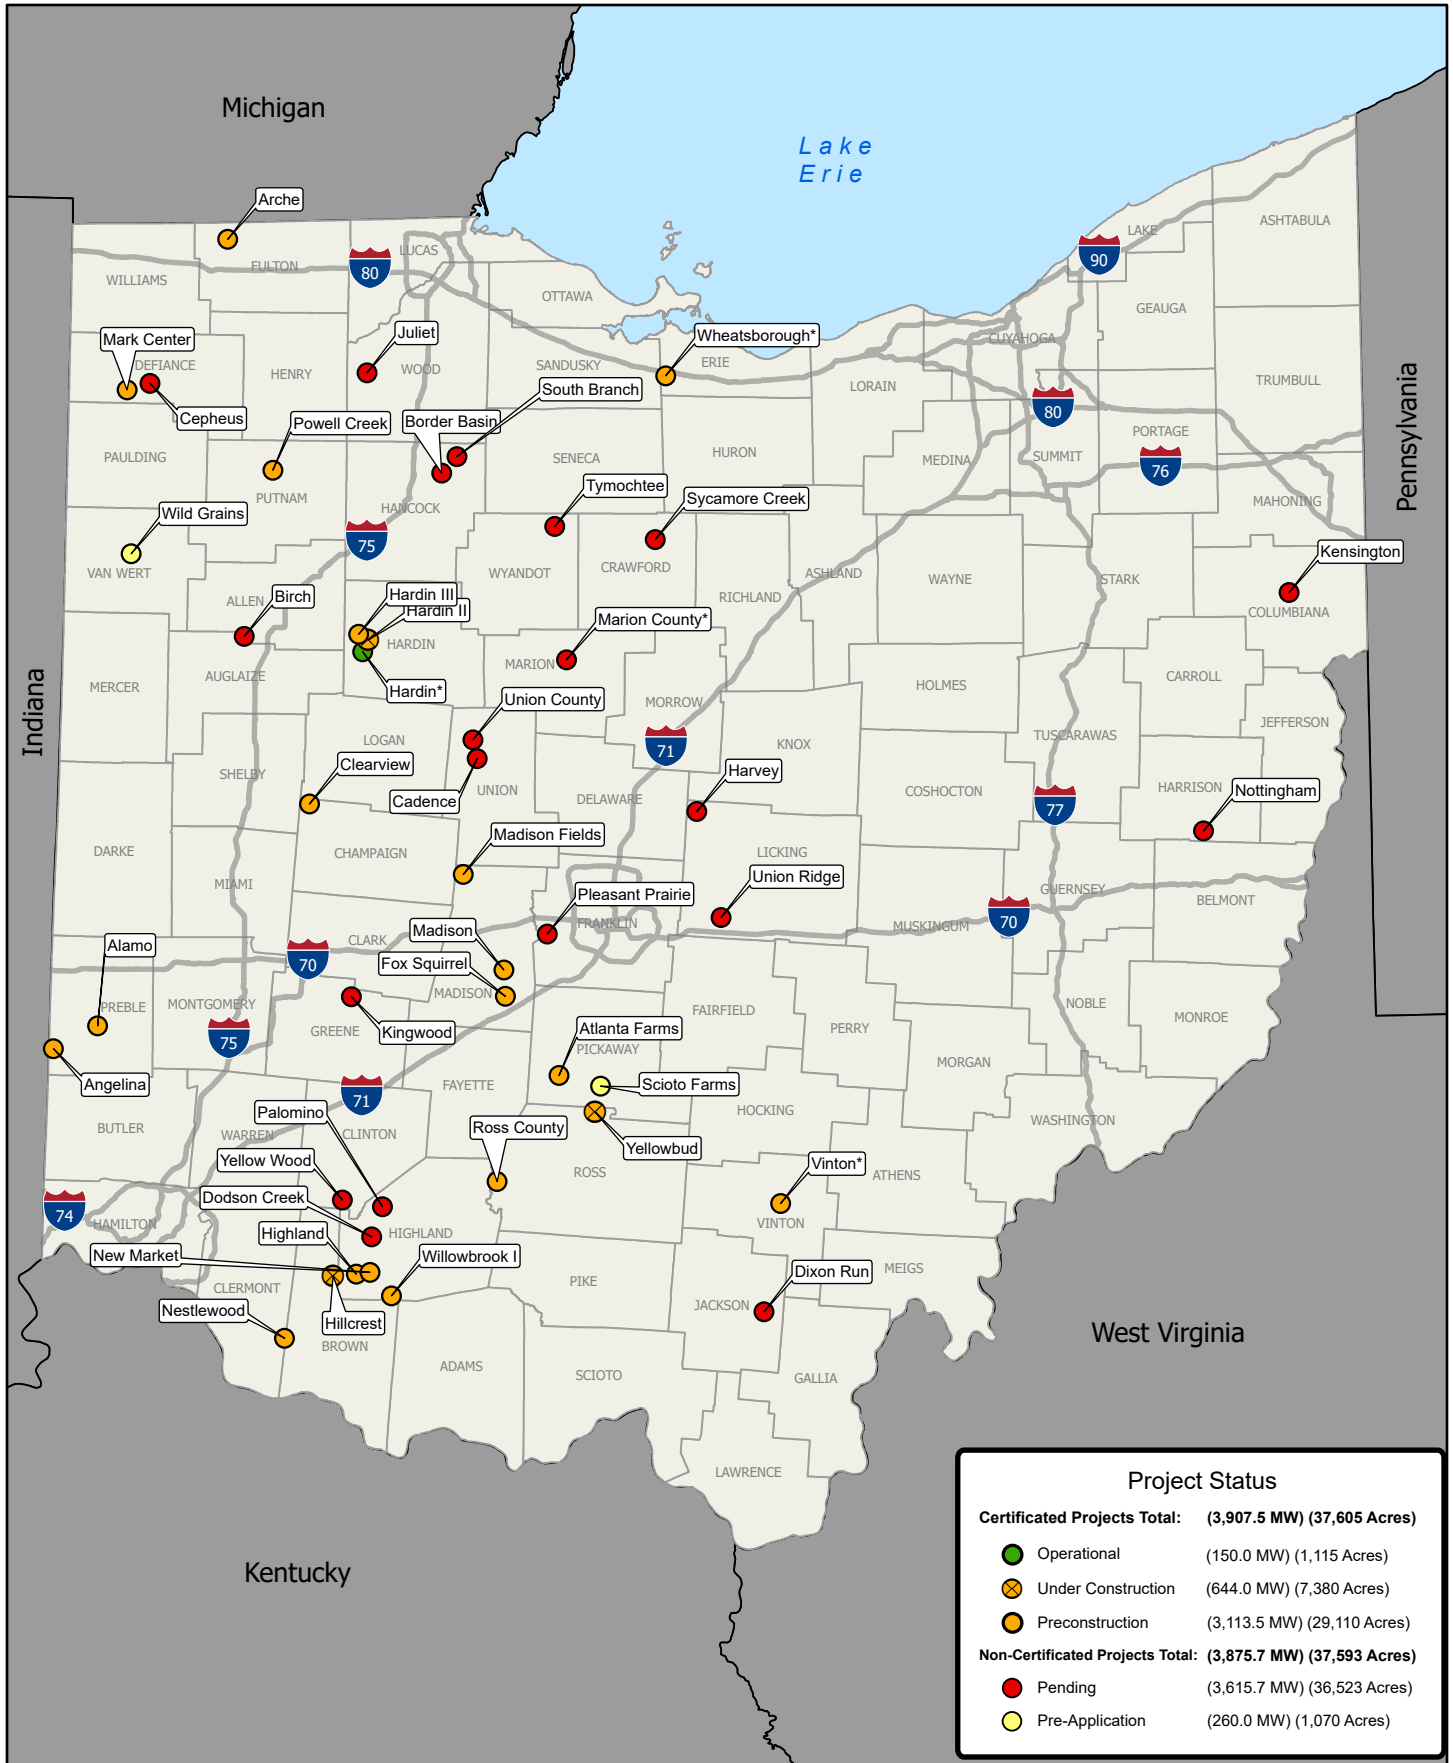 Michigan
Lake
Erie
Arche
ASHTABULA
LAKE
LUCAS
90
FULTON
80
WILLIAMS
OTTAWA
GEAUGA
Juliet
Wheatsborough*
Mark Center
CUYAHOGA
DEFIANCE
HENRY
WOOD
SANDUSKY
ERIE
LORAIN
TRUMBULL
South Branch
Cepheus
80
Powell Creek
Border Basin
PORTAGE
Pennsylvania
PAULDING
SENECA
HURON
MEDINA
SUMMIT
76
Tymochtee
PUTNAM
Sycamore Creek
MAHONING
HANCOCK
Wild Grains
75
Kensington
VAN WERT
WYANDOT
CRAWFORD
ASHLAND
WAYNE
STARK
Birch
Hardin III
RICHLAND
ALLEN
Hardin II
COLUMBIANA
Marion County*
HARDIN
MARION
AUGLAIZE
CARROLL
MERCER
HOLMES
Hardin*
Union County
MORROW
Indiana
JEFFERSON
LOGAN
71
KNOX
TUSCARAWAS
Clearview
Harvey
SHELBY
UNION
COSHOCTON
HARRISON
Nottingham
Cadence
DELAWARE
77
Madison Fields
DARKE
CHAMPAIGN
LICKING
Union Ridge
MIAMI
Pleasant Prairie
GUERNSEY
BELMONT
FRANKLIN
MUSKINGUM
70
Madison
CLARK
Alamo
70
Fox Squirrel
MADISON
PREBLE
MONTGOMERY
NOBLE
FAIRFIELD
MONROE
GREENE
Kingwood
Atlanta Farms
PERRY
75
PICKAWAY
MORGAN
Angelina
FAYETTE
Scioto Farms
71
Palomino
HOCKING
WASHINGTON
BUTLER
WARREN
CLINTON
Ross County
Yellowbud
Yellow Wood
ROSS
Vinton*
ATHENS
Dodson Creek
74
HAMILTON
VINTON
Highland
HIGHLAND
New Market
Willowbrook I
MEIGS
Dixon Run
CLERMONT
PIKE
JACKSON
Nestlewood
Hillcrest
West Virginia
BROWN
ADAMS
SCIOTO
GALLIA
LAWRENCE
Kentucky
Project Status
Certificated Projects Total: (3,907.5 MW) (37,605 Acres)
Operational (150.0 MW) (1,115 Acres)
Under Construction (644.0 MW) (7,380 Acres)
Preconstruction (3,113.5 MW) (29,110 Acres)
Non-Certificated Projects Total: (3,875.7 MW) (37,593 Acres)
Pending (3,615.7 MW) (36,523 Acres)
Pre-Application (260.0 MW) (1,070 Acres)